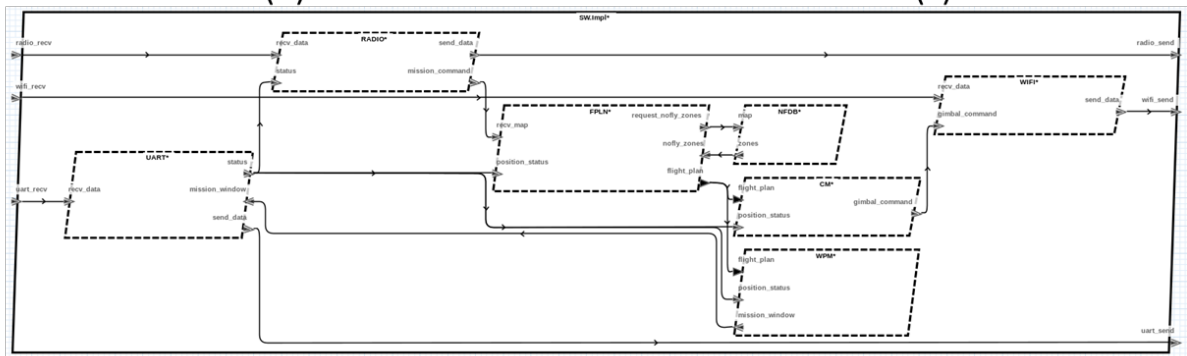 SW.Impl*
radio_recv
recv_data
RADIO*
send_data
radio_send
status
mission_command
wifi_recv
recv_data
WIFI*
send_data
wifi_send
gimbal_command
FPLN*
request_nofly_zones
NFDB*
map
recv_map
nofly_zones
zones
UART*
status
position_status
flight_plan
uart_recv
recv_data
mission_window
CM*
flight_plan
gimbal_command
send_data
position_status
WPM*
flight_plan
position_status
mission_window
uart_send